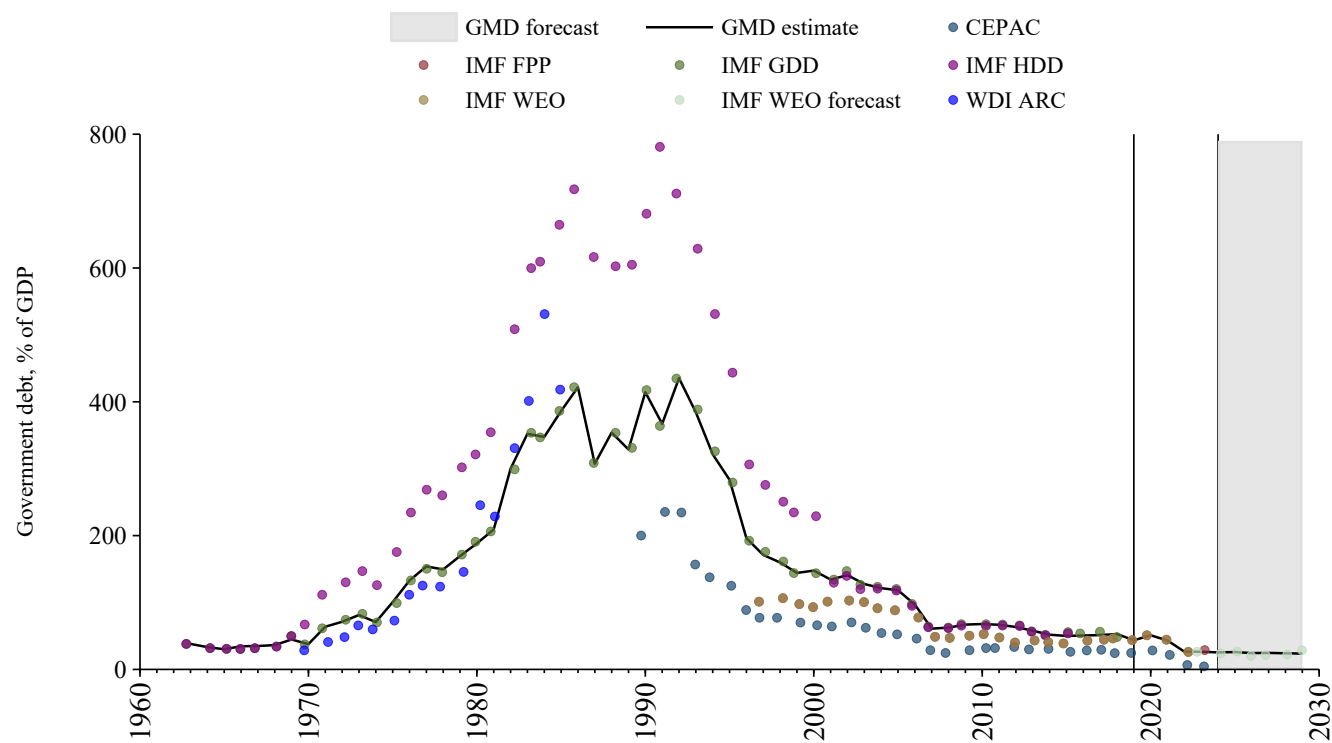 GMD forecast GMD estimate CEPAC
IMF FPP IMF GDD IMF HDD
IMF WEO IMF WEO forecast WDI ARC
Government debt, % of GDP
800
600
400
200
0
1960 1970 1980 1990 2000 2010 2020 2030